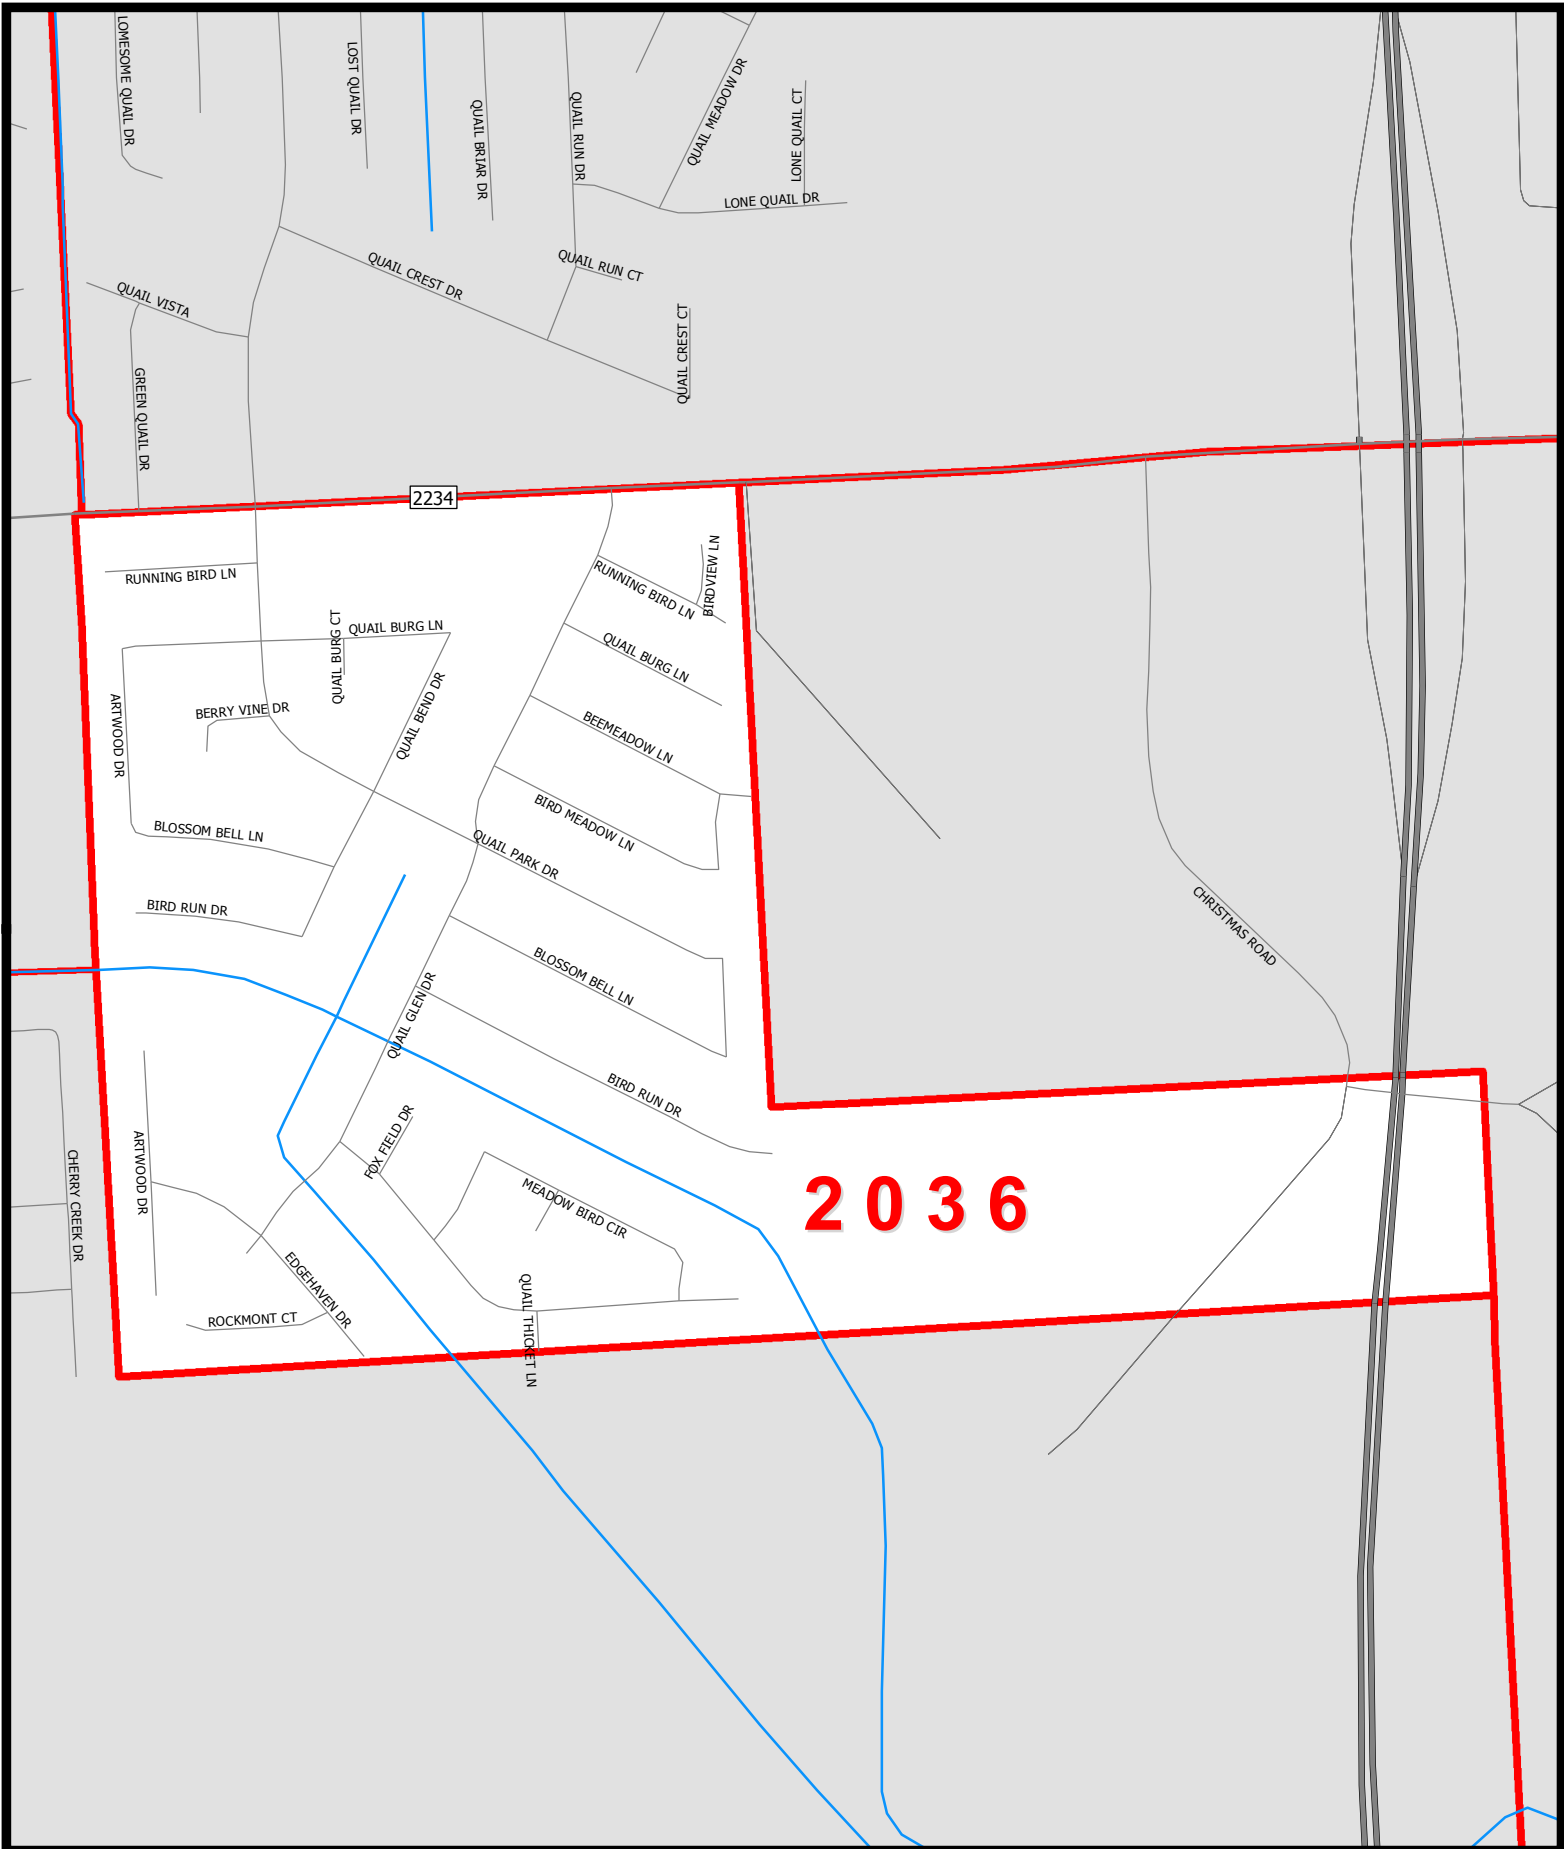 LOMESOME QUAIL DR
LOST QUAIL DR
QUAIL BRIAR DR
QUAIL RUN DR
QUAIL MEADOW DR
LONE QUAIL CT
LONE QUAIL DR
QUAIL VISTA
QUAIL CREST DR
QUAIL RUN CT
QUAIL CREST CT
GREEN QUAIL DR
2234
RUNNING BIRD LN
RUNNING BIRD LN
BIRDVIEW LN
QUAIL BURG CT
QUAIL BURG LN
QUAIL BURG LN
ARTWOOD DR
BERRY VINE DR
QUAIL BEND DR
BEEMEADOW LN
BLOSSOM BELL LN
BIRD MEADOW LN
QUAIL PARK DR
BIRD RUN DR
BLOSSOM BELL LN
CHRISTMAS ROAD
QUAIL GLEN DR
BIRD RUN DR
FOX FIELD DR
CHERRY CREEK DR
ARTWOOD DR
MEADOW BIRD CIR
2036
EDGEHAVEN DR
ROCKMONT CT
QUAIL THICKET LN